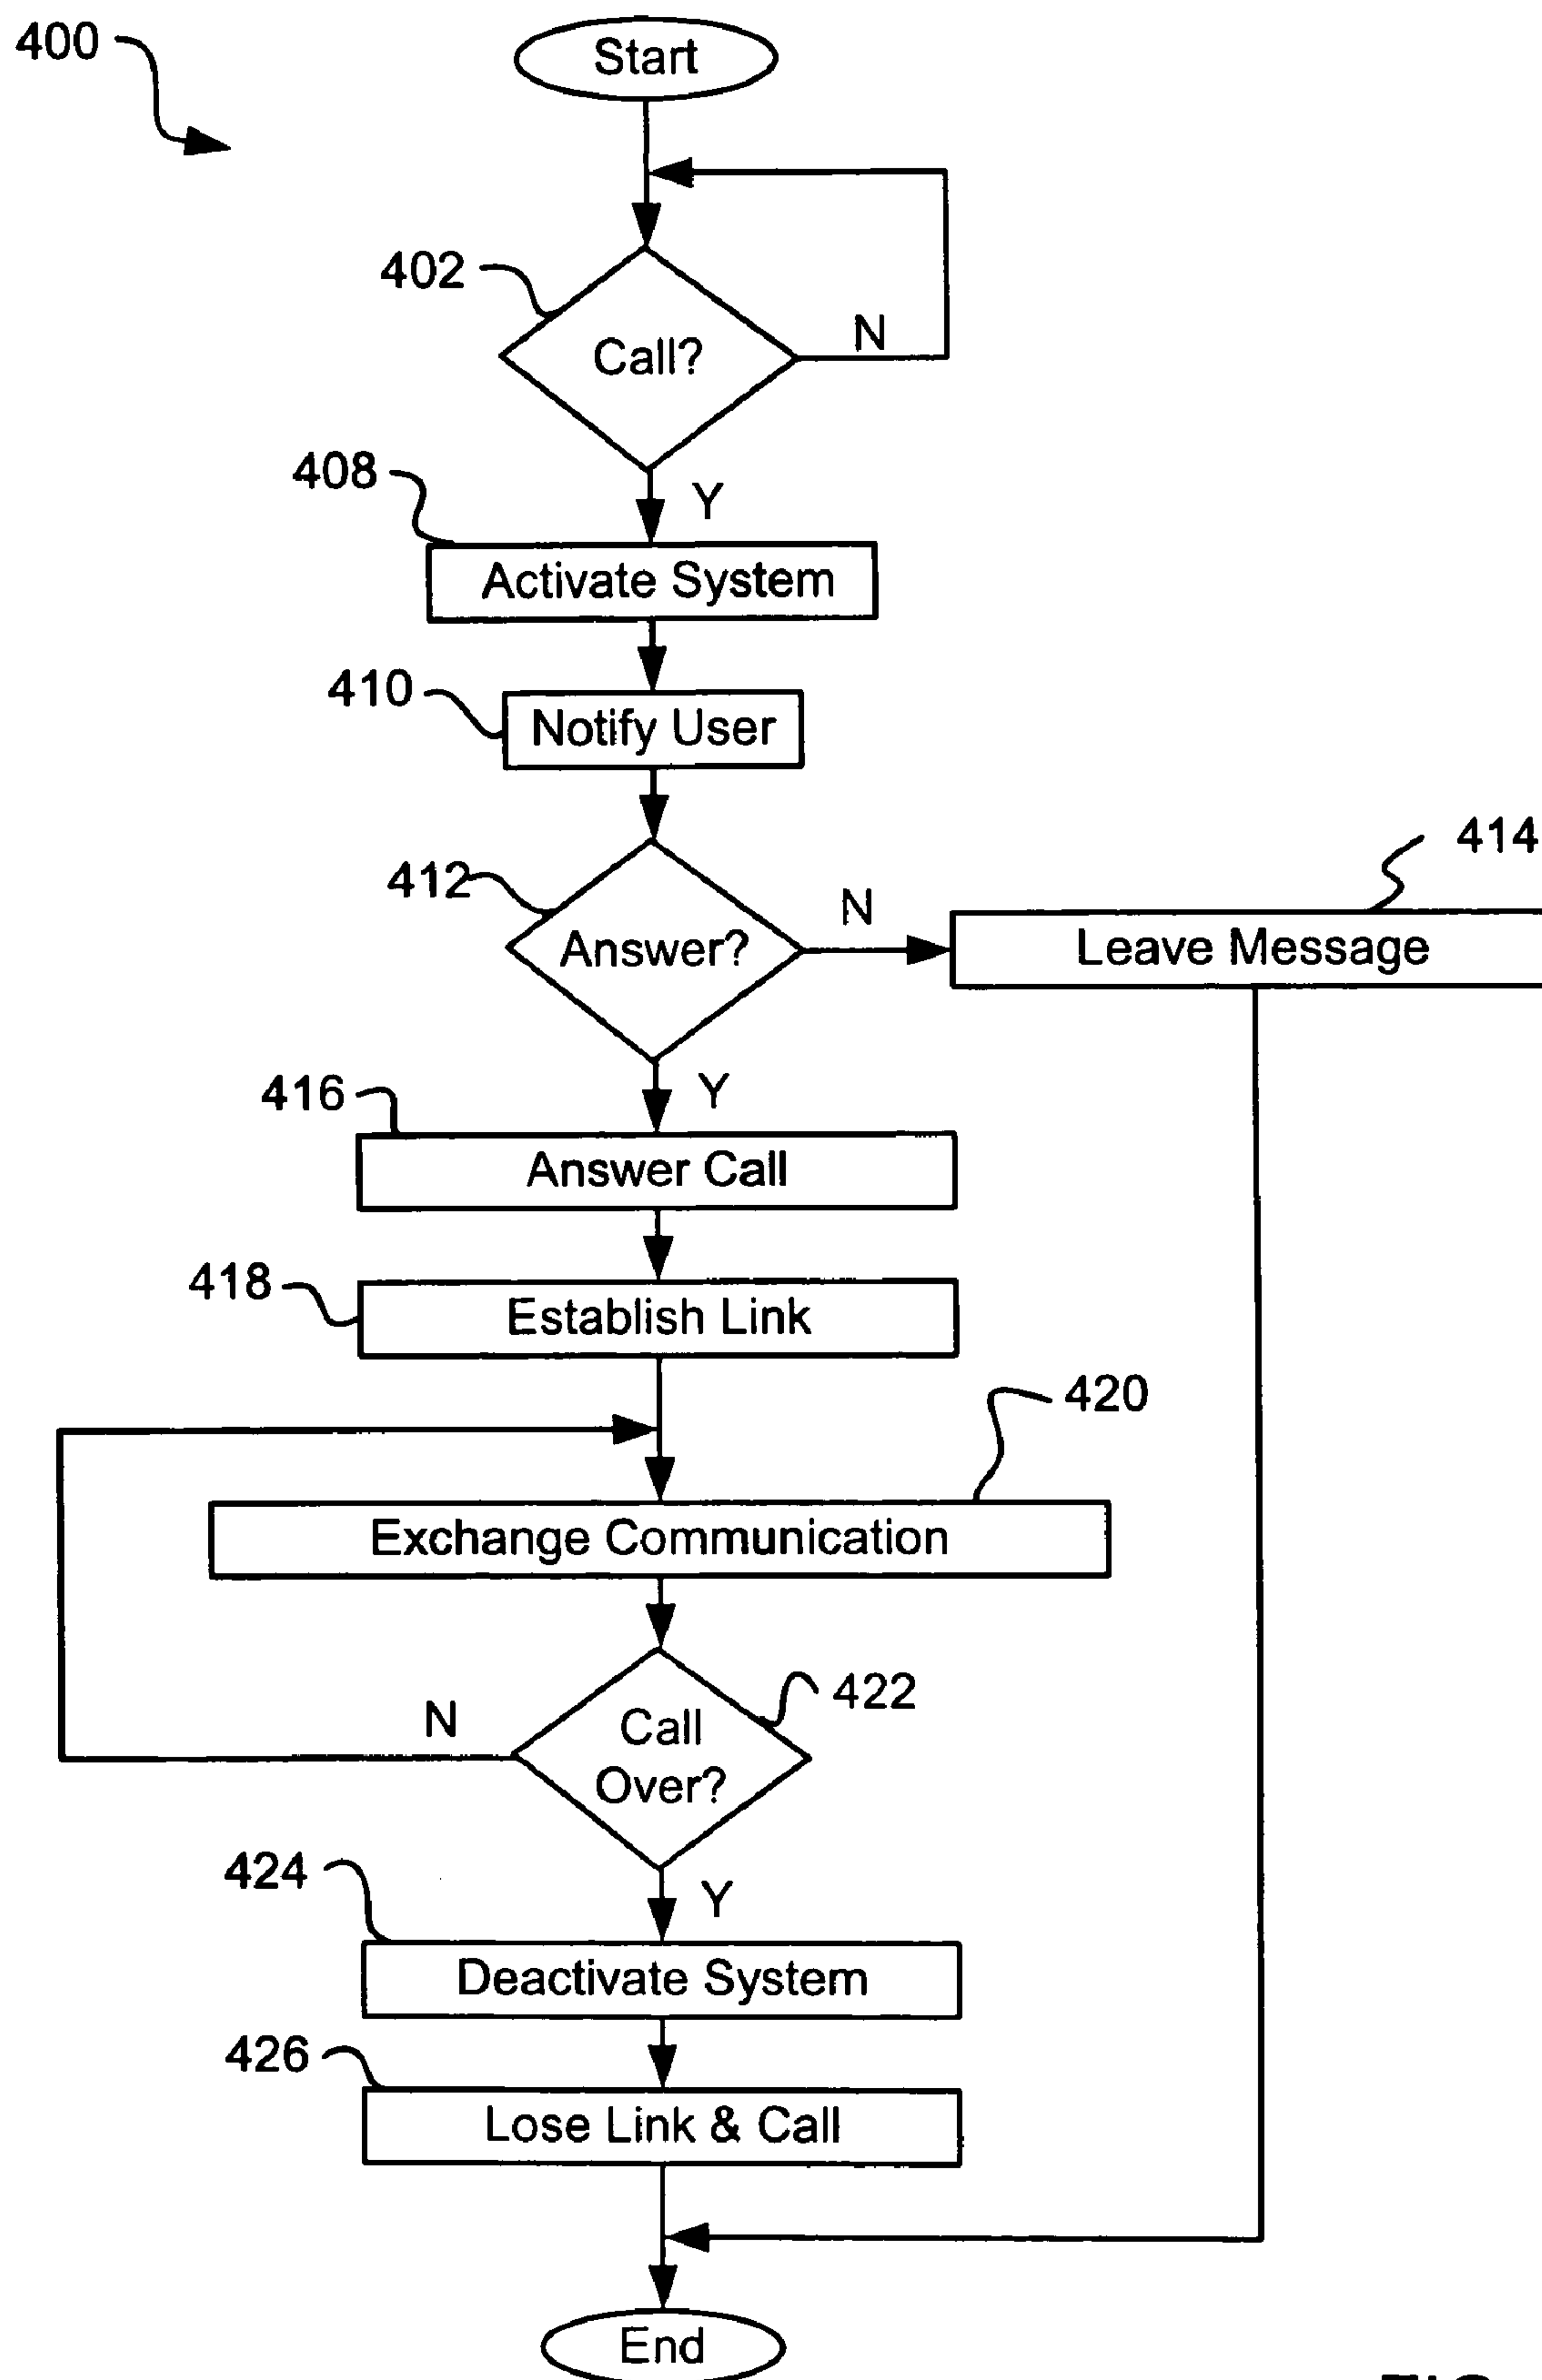 400
Start
402
Call?
N
408
Y
Activate System
410
Notify User
412
Answer?
N
414
Leave Message
416
Y
Answer Call
418
Establish Link
420
Exchange Communication
422
N
Call
Over?
424
Y
Deactivate System
426
Lose Link & Call
End